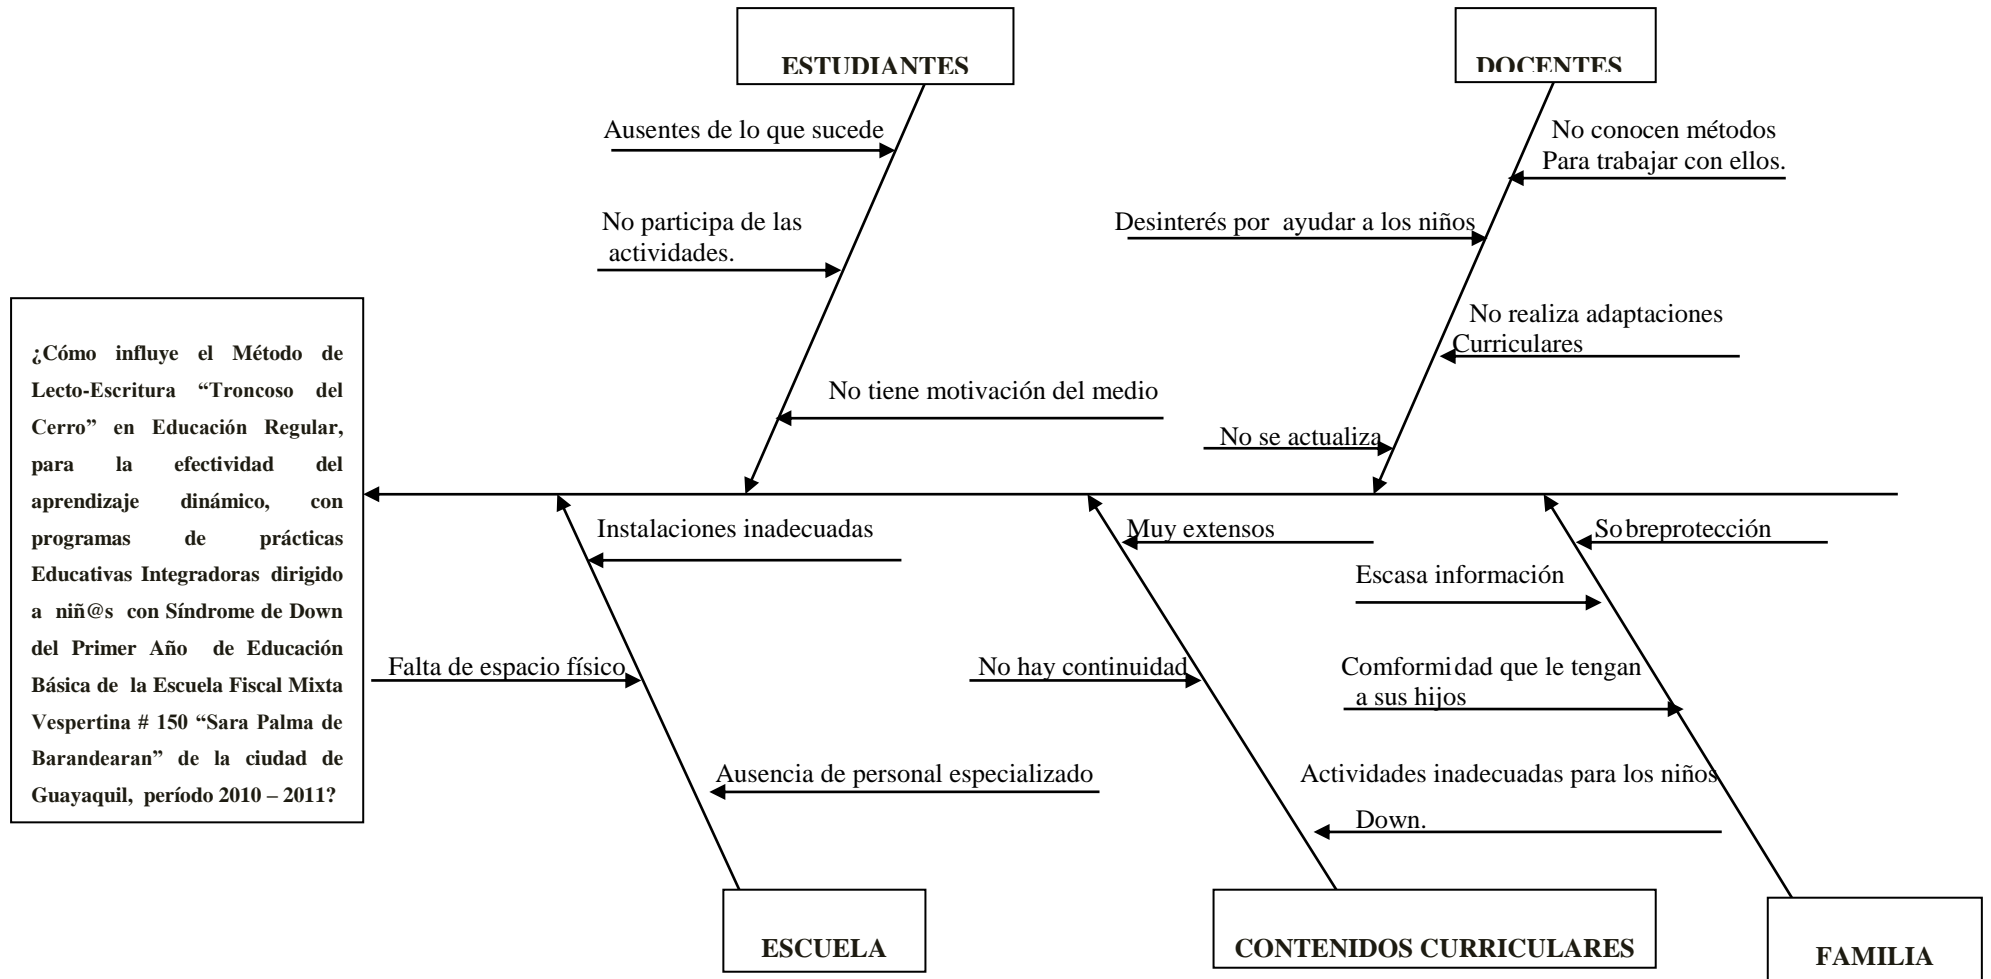 ESTUDIANTES
DOCENTES
Ausentes de lo que sucede
No conocen métodos
Para trabajar con ellos.
No participa de las
actividades.
Desinterés por ayudar a los niños
No realiza adaptaciones
Curriculares
No tiene motivación del medio
No se actualiza
¿Cómo influye el Método de
Lecto-Escritura “Troncoso del
Cerro” en Educación Regular,
para la efectividad del
aprendizaje dinámico, con
programas de prácticas
Educativas Integradoras dirigido
a niñ@s con Síndrome de Down
del Primer Año de Educación
Básica de la Escuela Fiscal Mixta
Vespertina # 150 “Sara Palma de
Barandearan” de la ciudad de
Guayaquil, período 2010 – 2011?
Instalaciones inadecuadas
Muy extensos
Sobreprotección
Escasa información
Falta de espacio físico
No hay continuidad
Comformidad que le tengan
a sus hijos
Ausencia de personal especializado
Actividades inadecuadas para los niños
Down.
ESCUELA
CONTENIDOS CURRICULARES
FAMILIA